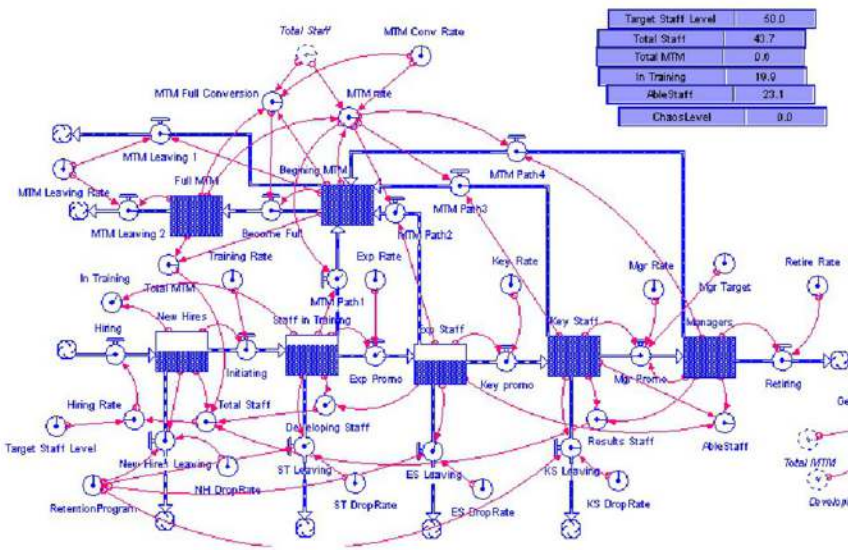 Target Staff Level 50.0
Total Staff 43.7
Total MTM 0.6
In Training 19.9
AbleStaff 23.1
ChaosLevel 0.0
Total Staff
MTM Conv Rate
MTM Full Conversion
MTM rate
MTM Leaving 1
MTM Path4
Full MTM
Begining MTM
MTM Leaving Rate
MTM Path3
MTM Leaving 2
Become Full
MTM Path2
Training Rate
Exp Rate
Key Rate
Mgr Rate
Retire Rate
In Training
Total MTM
MTM Path1
Mgr Target
Hiring
New Hires
Staff in Training
Exp Staff
Key Staff
Managers
Initiating
Exp Promo
Key promo
Mgr Promo
Retiring
Hiring Rate
Total Staff
Developing Staff
Results Staff
AbleStaff
Ge
Target Staff Level
New Hires Leaving
ST Leaving
ES Leaving
KS Leaving
Total MTM
RetentionProgram
NH DropRate
ST DropRate
ES DropRate
KS DropRate
Developi